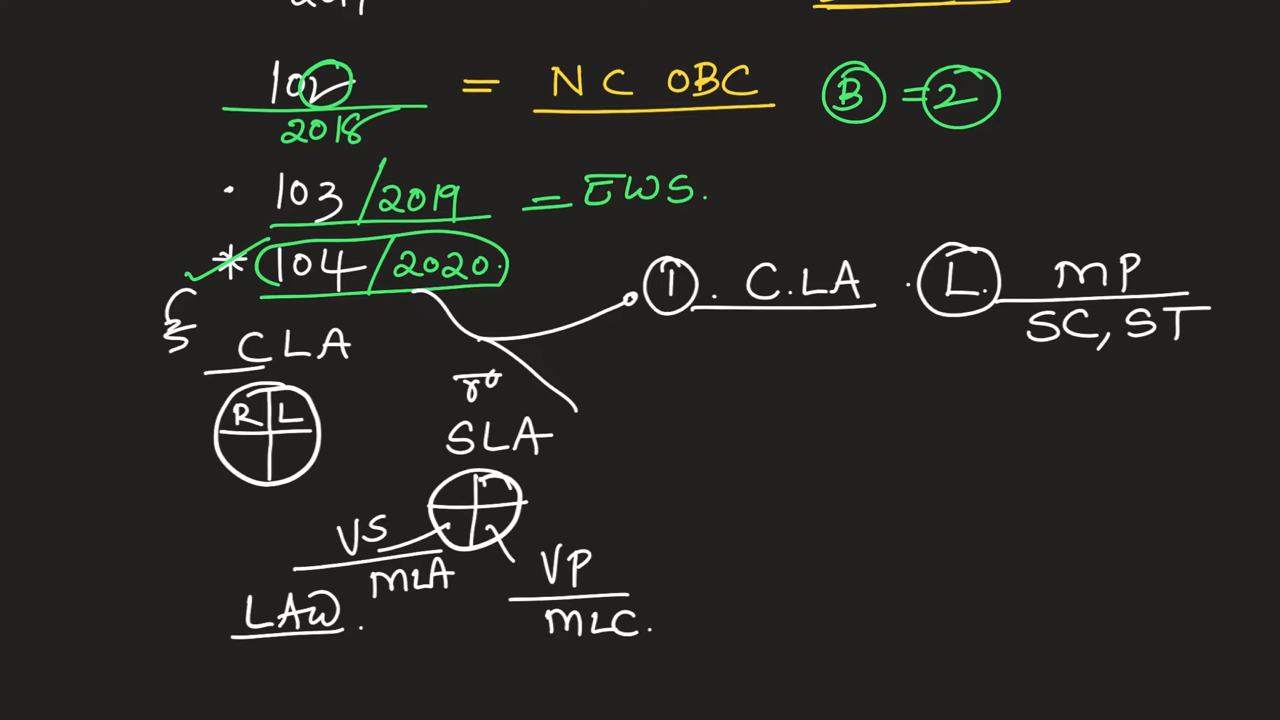 102 = NC OBC B = 2
2018
· 103/2019 = EWS.
* 104/2020.
① . C.LA . L. MP
SC, ST
CLA
R L
SLA
VS
MLA
VP
MLC.
LAW.